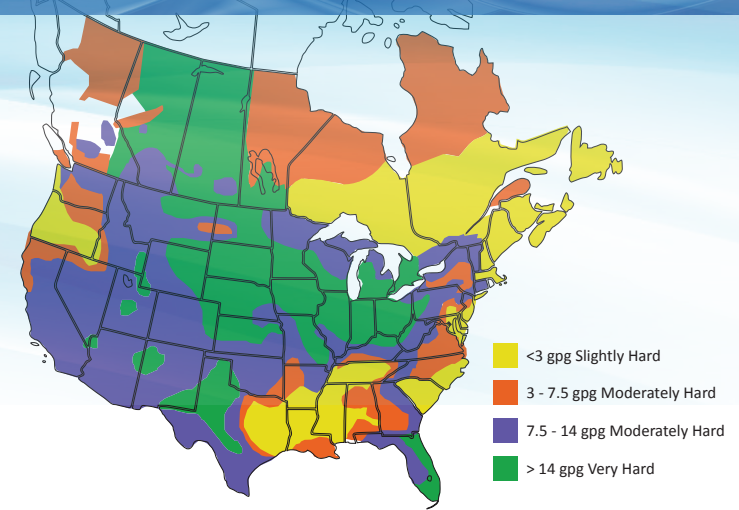 <3 gpg Slightly Hard
3 - 7.5 gpg Moderately Hard
7.5 - 14 gpg Moderately Hard
> 14 gpg Very Hard